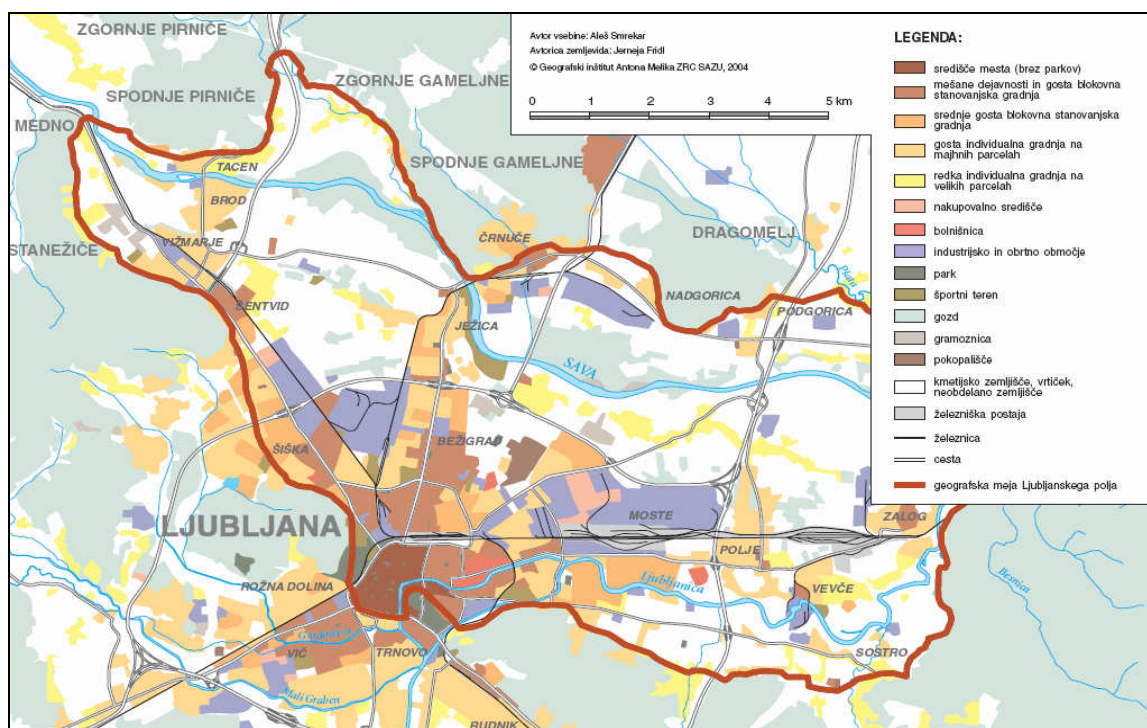 ZGORNJE PIRNIČE
ZGORNJE GAMELJNE
SPODNJE PIRNIČE
MEDNO
SPODNJE GAMELJNE
TACEN
BROD
STANEŽIČE
VIŽMARJE
ČRNUČE
DRAGOMELJ
NADGORICA
PODGORICA
ŠENTVID
JEŽICA
SAVA
ŠIŠKA
BEŽIGRAD
LJUBLJANA
MOSTE
ZALOG
POLJE
ROŽNA DOLINA
Ljubljanica
VEVČE
Besnica
Gradaščica
VIČ
TRNOVO
SOSTRO
Mali Graben
RUDNIK
Avtor vsebine: Aleš Smrekar
Avtorica zemljevida: Jerneja Fridl
© Geografski inštitut Antona Melika ZRC SAZU, 2004
0 1 2 3 4 5 km
LEGENDA:
središče mesta (brez parkov)
mešane dejavnosti in gosta blokovna
stanovanjska gradnja
srednje gosta blokovna stanovanjska
gradnja
gosta individualna gradnja na
majhnih parcelah
redka individualna gradnja na
velikih parcelah
nakupovalno središče
bolnišnica
industrijsko in obrtno območje
park
športni teren
gozd
gramoznica
pokopališče
kmetijsko zemljišče, vrtiček,
neobdelano zemljišče
železniška postaja
železnica
cesta
geografska meja Ljubljanskega polja